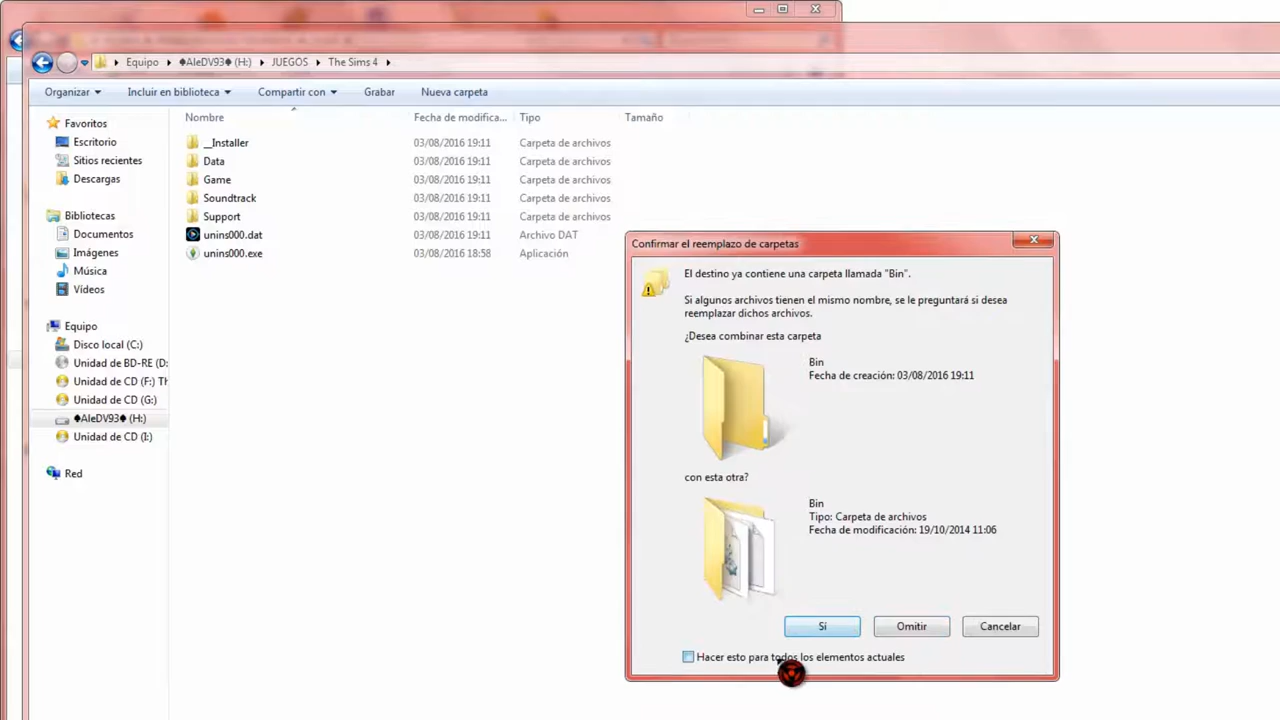 Equipo ♠AleDV93♠ (H:) JUEGOS The Sims 4
Organizar Incluir en biblioteca Compartir con Grabar Nueva carpeta
Nombre Fecha de modifica... Tipo Tamaño
Favoritos
Escritorio
Sitios recientes
Descargas
Bibliotecas
Documentos
Imágenes
Música
Vídeos
Equipo
Disco local (C:)
Unidad de BD-RE (D:
Unidad de CD (F:) Th
Unidad de CD (G:)
♠AleDV93♠ (H:)
Unidad de CD (I:)
Red
__Installer 03/08/2016 19:11 Carpeta de archivos
Data 03/08/2016 19:11 Carpeta de archivos
Game 03/08/2016 19:11 Carpeta de archivos
Soundtrack 03/08/2016 19:11 Carpeta de archivos
Support 03/08/2016 19:11 Carpeta de archivos
unins000.dat 03/08/2016 19:11 Archivo DAT
unins000.exe 03/08/2016 18:58 Aplicación
Confirmar el reemplazo de carpetas
El destino ya contiene una carpeta llamada "Bin".
Si algunos archivos tienen el mismo nombre, se le preguntará si desea
reemplazar dichos archivos.
¿Desea combinar esta carpeta
Bin
Fecha de creación: 03/08/2016 19:11
con esta otra?
Bin
Tipo: Carpeta de archivos
Fecha de modificación: 19/10/2014 11:06
Sí Omitir Cancelar
Hacer esto para todos los elementos actuales